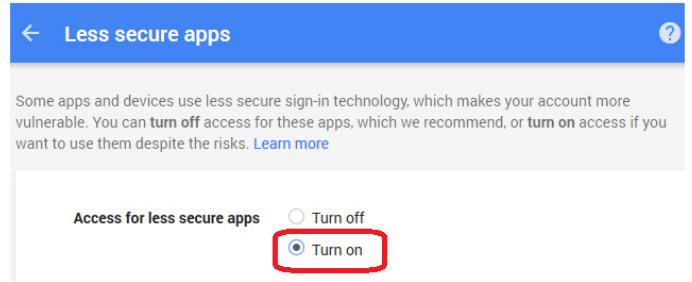 Less secure apps
Some apps and devices use less secure sign-in technology, which makes your account more
vulnerable. You can turn off access for these apps, which we recommend, or turn on access if you
want to use them despite the risks. Learn more
Access for less secure apps
Turn off
Turn on